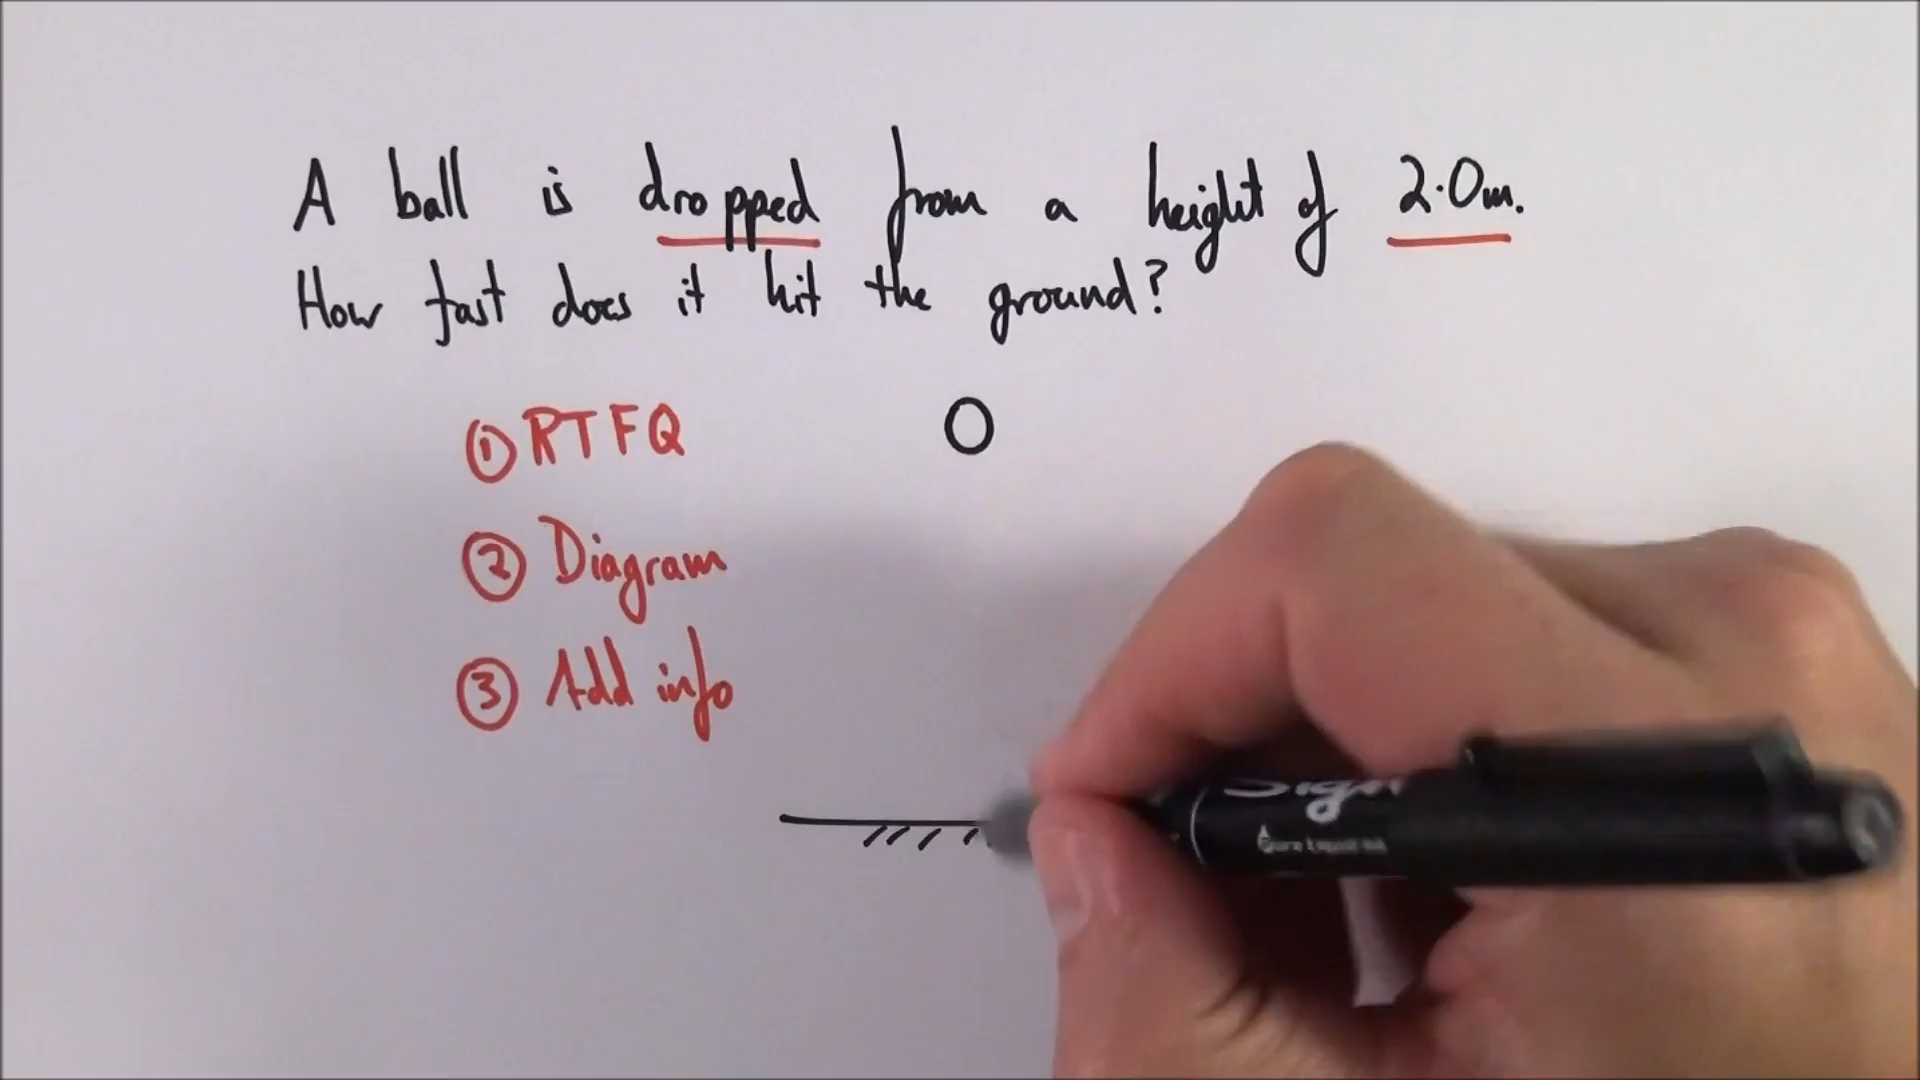 A ball is dropped from a height of 2.0m.
How fast does it hit the ground?
① RTFQ
② Diagram
③ Add info